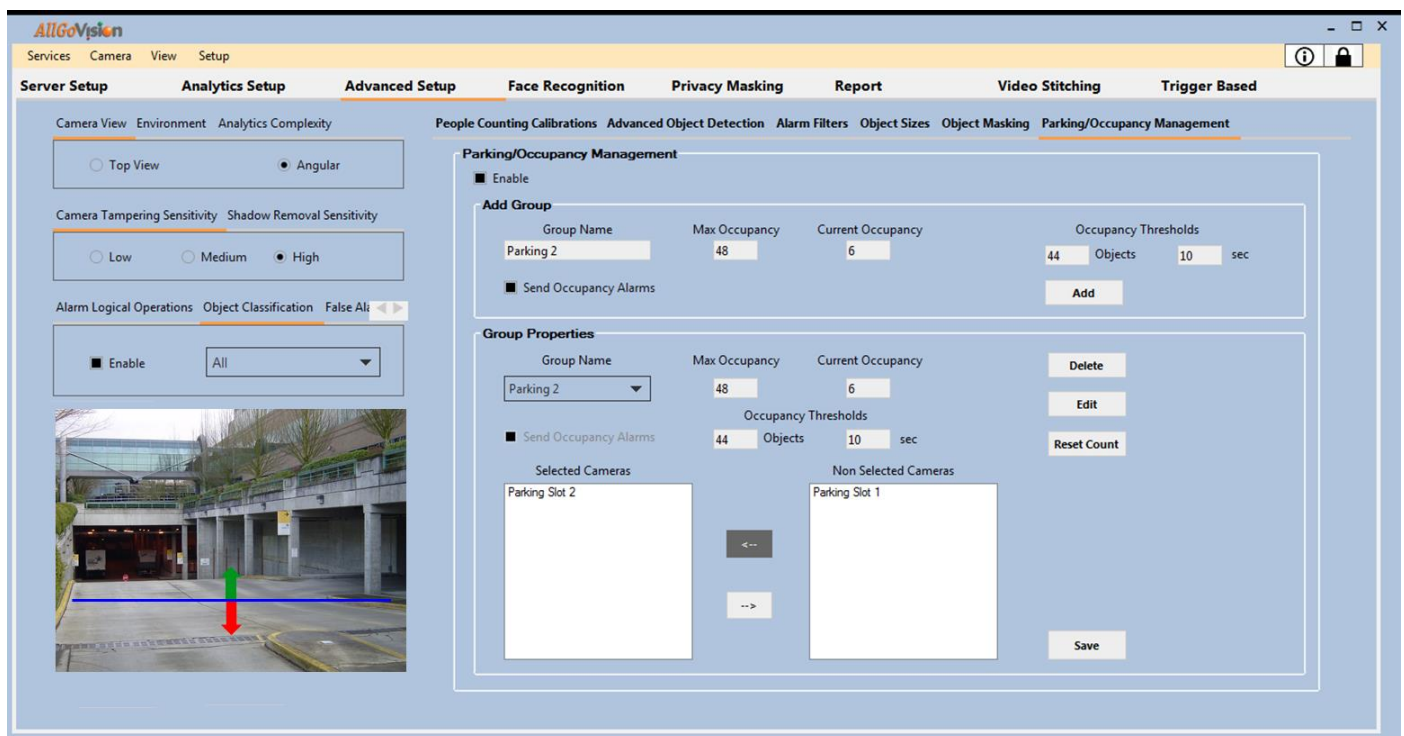 AllGoVision
Services Camera View Setup
Server Setup Analytics Setup Advanced Setup Face Recognition Privacy Masking Report Video Stitching Trigger Based
Camera View Environment Analytics Complexity
Top View Angular
Camera Tampering Sensitivity Shadow Removal Sensitivity
Low Medium High
Alarm Logical Operations Object Classification False Ala
Enable All
People Counting Calibrations Advanced Object Detection Alarm Filters Object Sizes Object Masking Parking/Occupancy Management
Parking/Occupancy Management
Enable
Add Group
Group Name Max Occupancy Current Occupancy Occupancy Thresholds
Parking 2 48 6 44 Objects 10 sec
Send Occupancy Alarms Add
Group Properties
Group Name Max Occupancy Current Occupancy Delete
Parking 2 48 6 Edit
Occupancy Thresholds
Send Occupancy Alarms 44 Objects 10 sec Reset Count
Selected Cameras Non Selected Cameras
Parking Slot 2 Parking Slot 1
<--
-->
Save